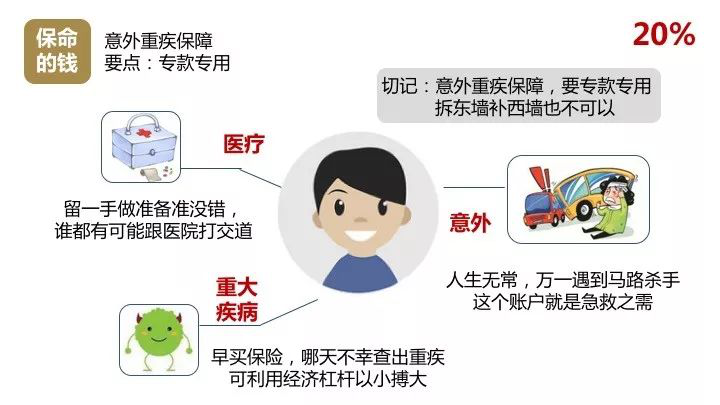 保命
的钱
意外重疾保障
要点：专款专用
20%
切记：意外重疾保障，要专款专用
拆东墙补西墙也不可以
医疗
留一手做准备准没错，
谁都有可能跟医院打交道
意外
人生无常，万一遇到马路杀手
这个账户就是急救之需
重大
疾病
早买保险，哪天不幸查出重疾
可利用经济杠杆以小搏大